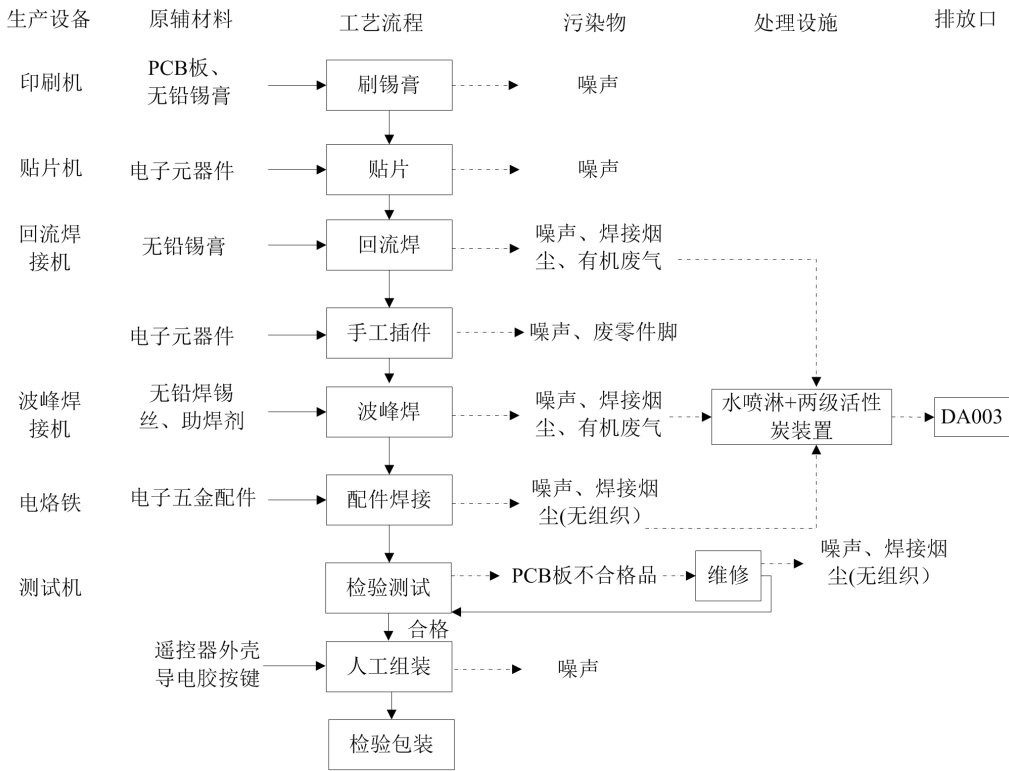 生产设备 原辅材料 工艺流程 污染物 处理设施 排放口
印刷机
PCB板、
无铅锡膏
刷锡膏
噪声
贴片机
电子元器件
贴片
噪声
回流焊
接机
无铅锡膏
回流焊
噪声、焊接烟
尘、有机废气
电子元器件
手工插件
噪声、废零件脚
波峰焊
接机
无铅焊锡
丝、助焊剂
波峰焊
噪声、焊接烟
尘、有机废气
水喷淋+两级活性
炭装置
DA003
电烙铁
电子五金配件
配件焊接
噪声、焊接烟
尘(无组织）
测试机
检验测试
PCB板不合格品
维修
噪声、焊接烟
尘(无组织）
合格
遥控器外壳
导电胶按键
人工组装
噪声
检验包装